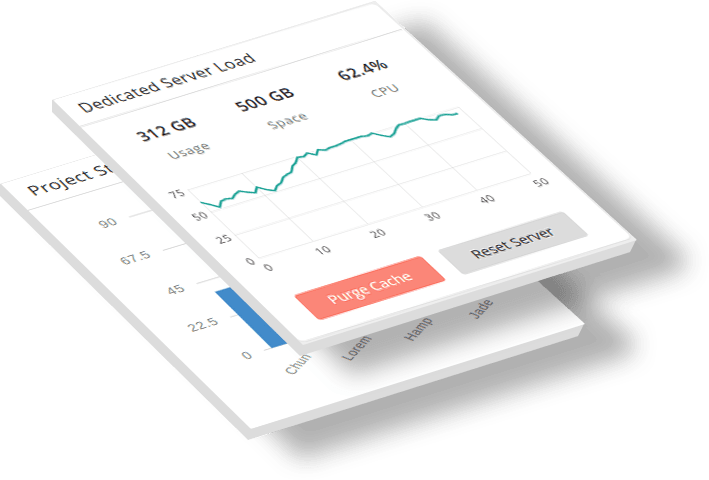 Dedicated Server Load
312 GB
500 GB
62.4%
Usage
Space
CPU
75
50
25
0
0
10
20
30
40
50
Purge Cache
Reset Server
Project St
90
67.5
45
22.5
0
Chun
Lorem
Hamp
Jade